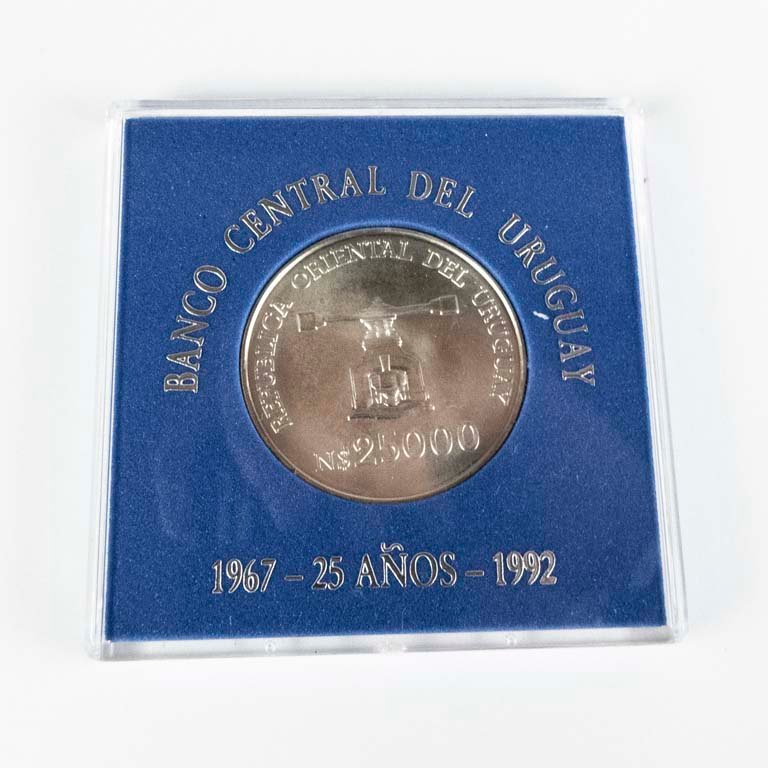 BANCO CENTRAL DEL URUGUAY
REPUBLICA ORIENTAL DEL URUGUAY
N$25000
1967 - 25 AÑOS - 1992